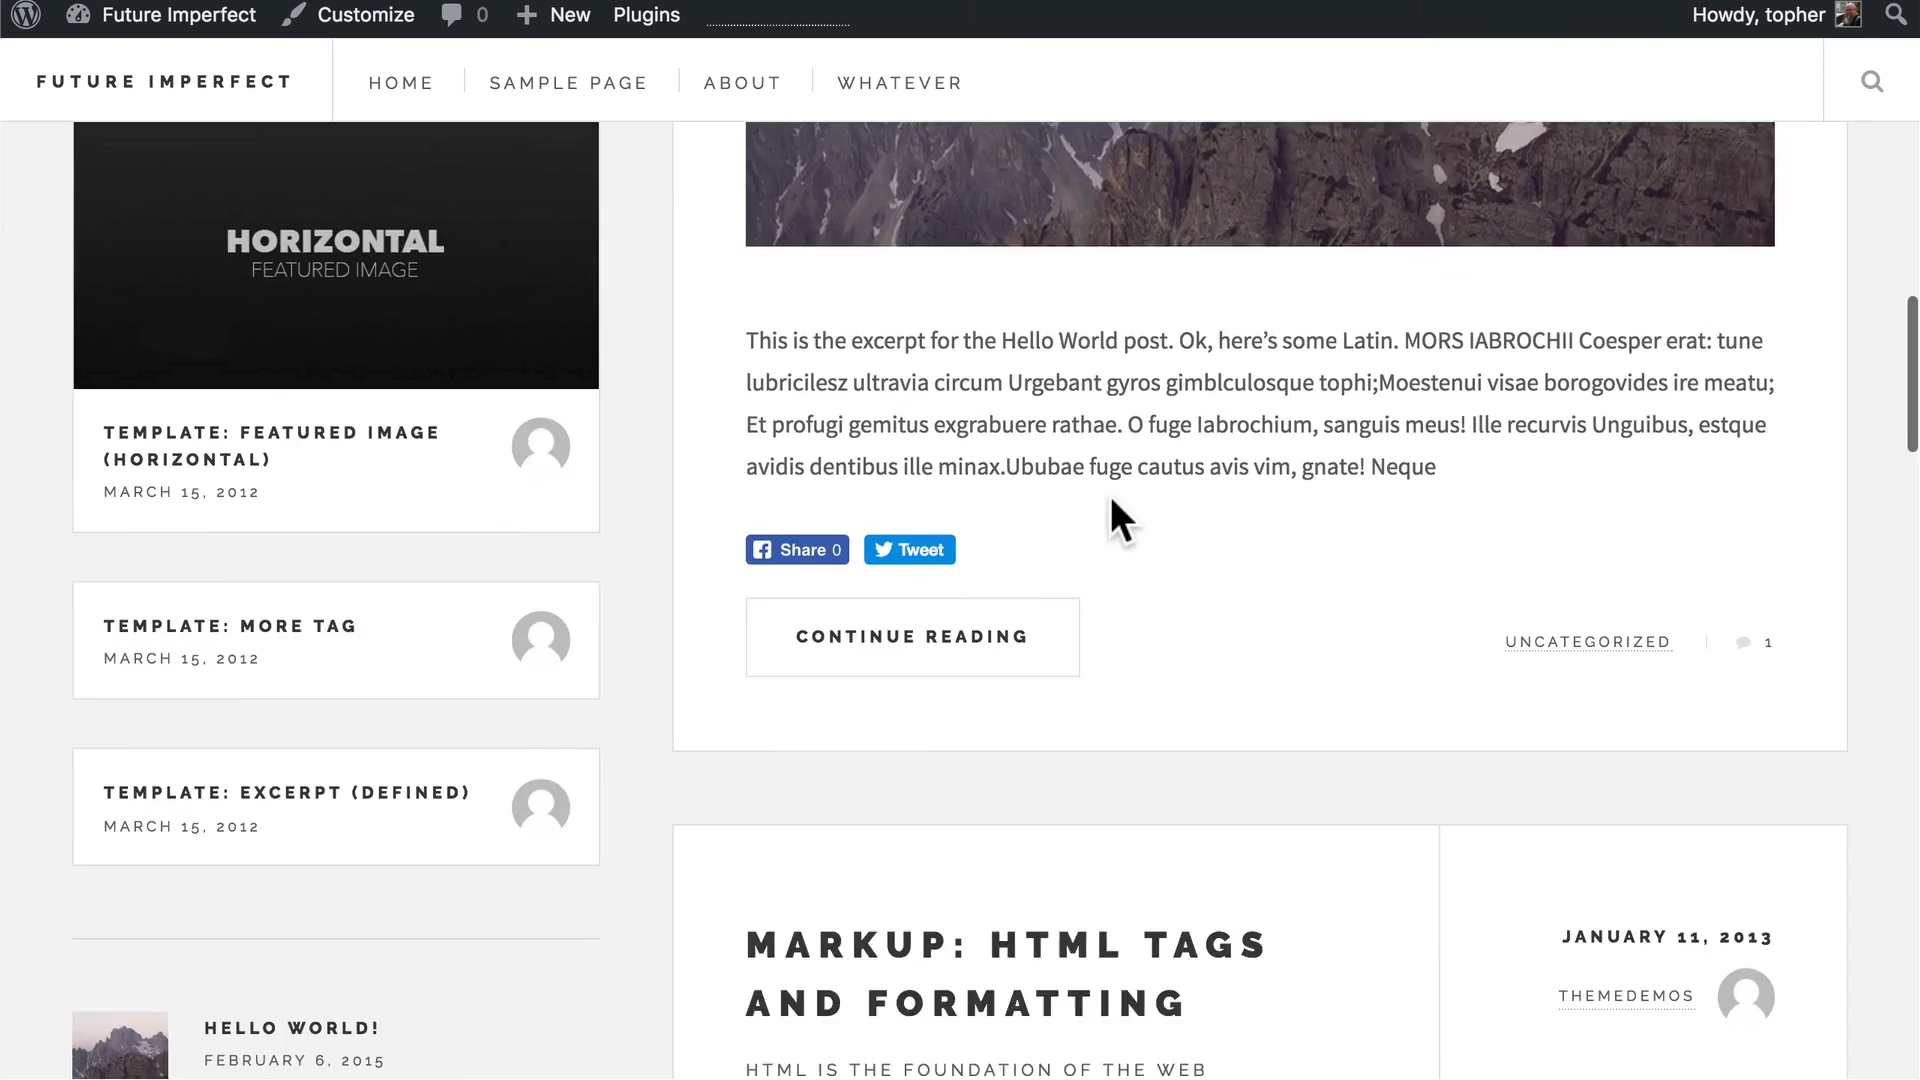 Future Imperfect Customize 0 New Plugins Howdy, topher
FUTURE IMPERFECT HOME SAMPLE PAGE ABOUT WHATEVER
HORIZONTAL
FEATURED IMAGE
TEMPLATE: FEATURED IMAGE
(HORIZONTAL)
MARCH 15, 2012
TEMPLATE: MORE TAG
MARCH 15, 2012
TEMPLATE: EXCERPT (DEFINED)
MARCH 15, 2012
HELLO WORLD!
FEBRUARY 6, 2015
This is the excerpt for the Hello World post. Ok, here’s some Latin. MORS IABROCHII Coesper erat: tune
lubricilesz ultravia circum Urgebant gyros gimblculosque tophi;Moestenui visae borogovides ire meatu;
Et profugi gemitus exgrabuere rathae. O fuge Iabrochium, sanguis meus! Ille recurvis Unguibus, estque
avidis dentibus ille minax.Ububae fuge cautus avis vim, gnate! Neque
Share 0 Tweet
CONTINUE READING UNCATEGORIZED 1
MARKUP: HTML TAGS
AND FORMATTING
HTML IS THE FOUNDATION OF THE WEB
JANUARY 11, 2013
THEMEDEMOS